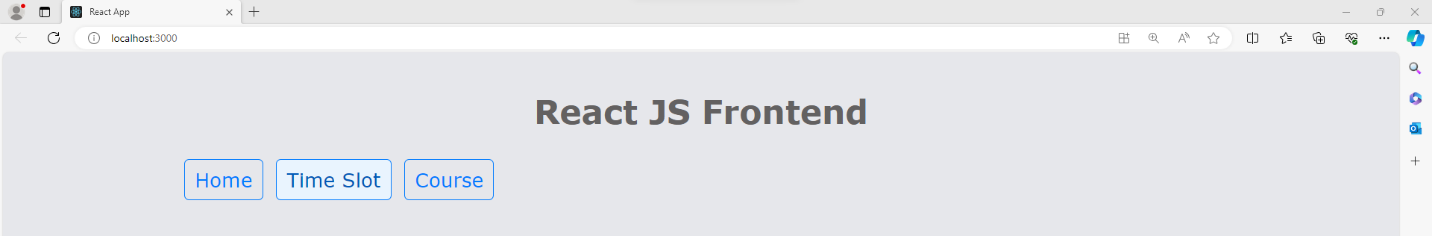 React App
localhost:3000
React JS Frontend
Home Time Slot Course